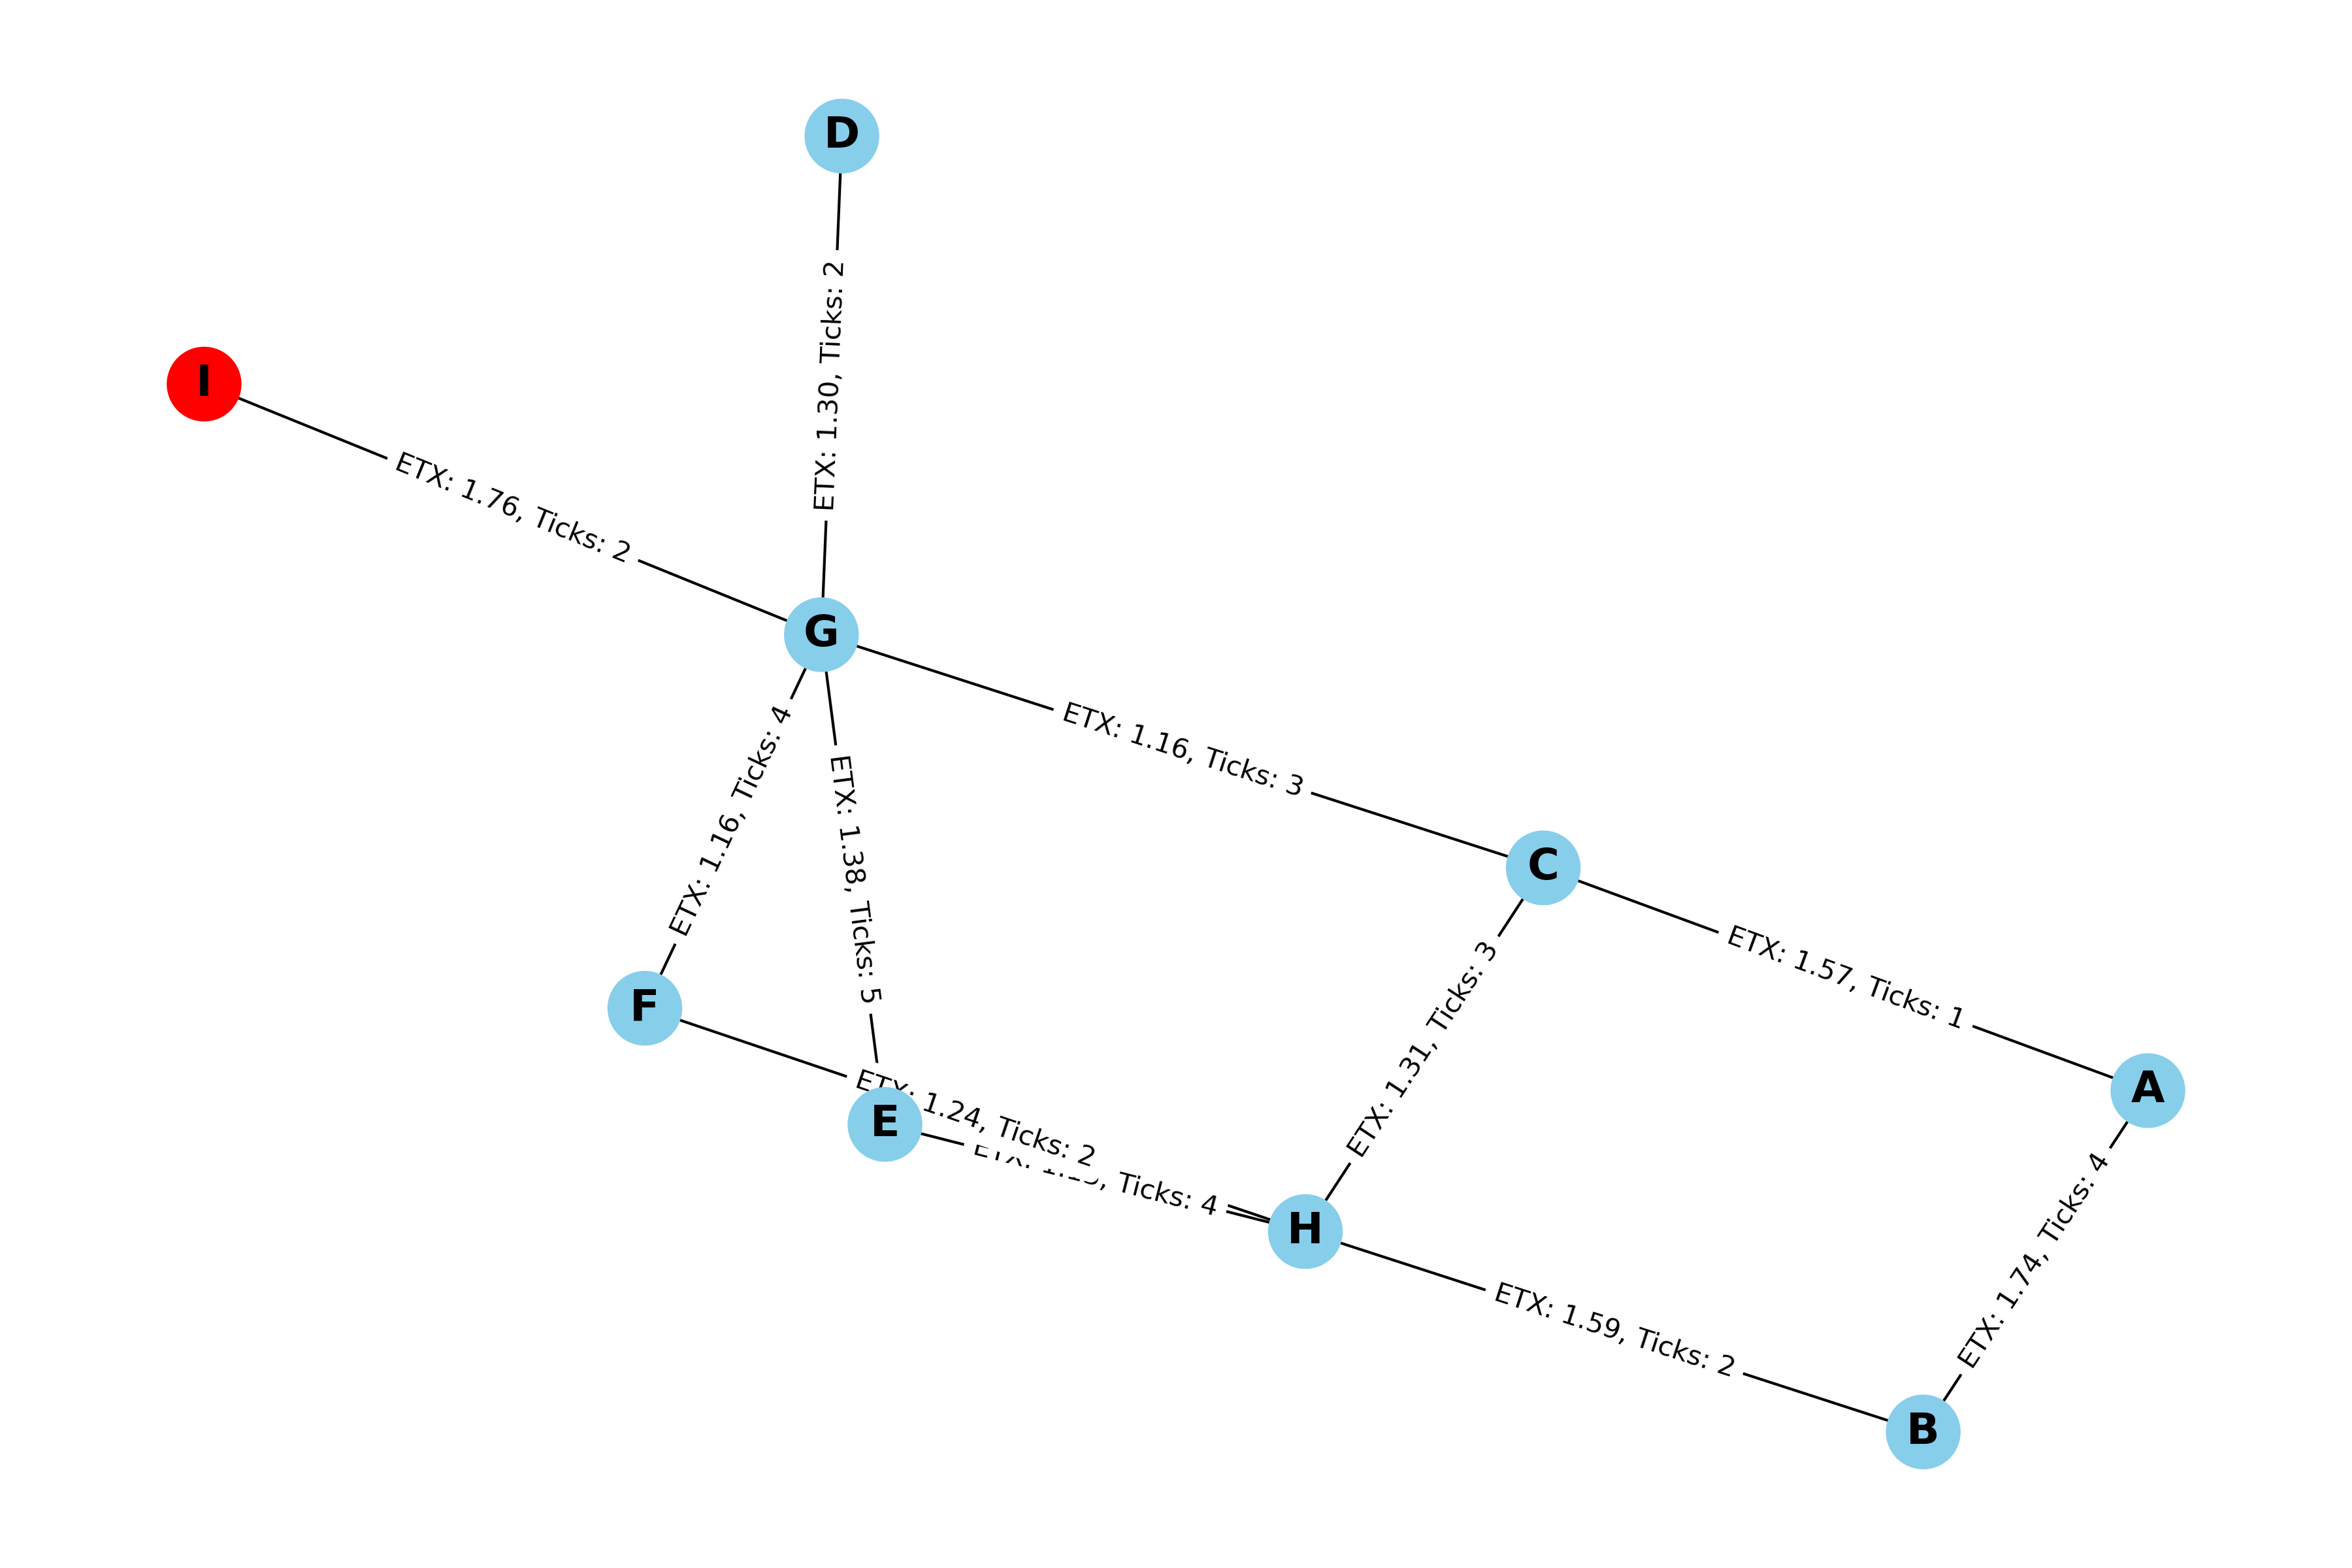 D
ETX: 1.30, Ticks: 2
I
ETX: 1.76, Ticks: 2
G
ETX: 1.16, Ticks: 3
ETX: 1.16, Ticks: 4
ETX: 1.38, Ticks: 5
C
ETX: 1.57, Ticks: 1
ETX: 1.31, Ticks: 3
F
A
ETX: 1.24, Ticks: 2
E
Ticks: 4
H
ETX: 1.74, Ticks: 4
ETX: 1.59, Ticks: 2
B